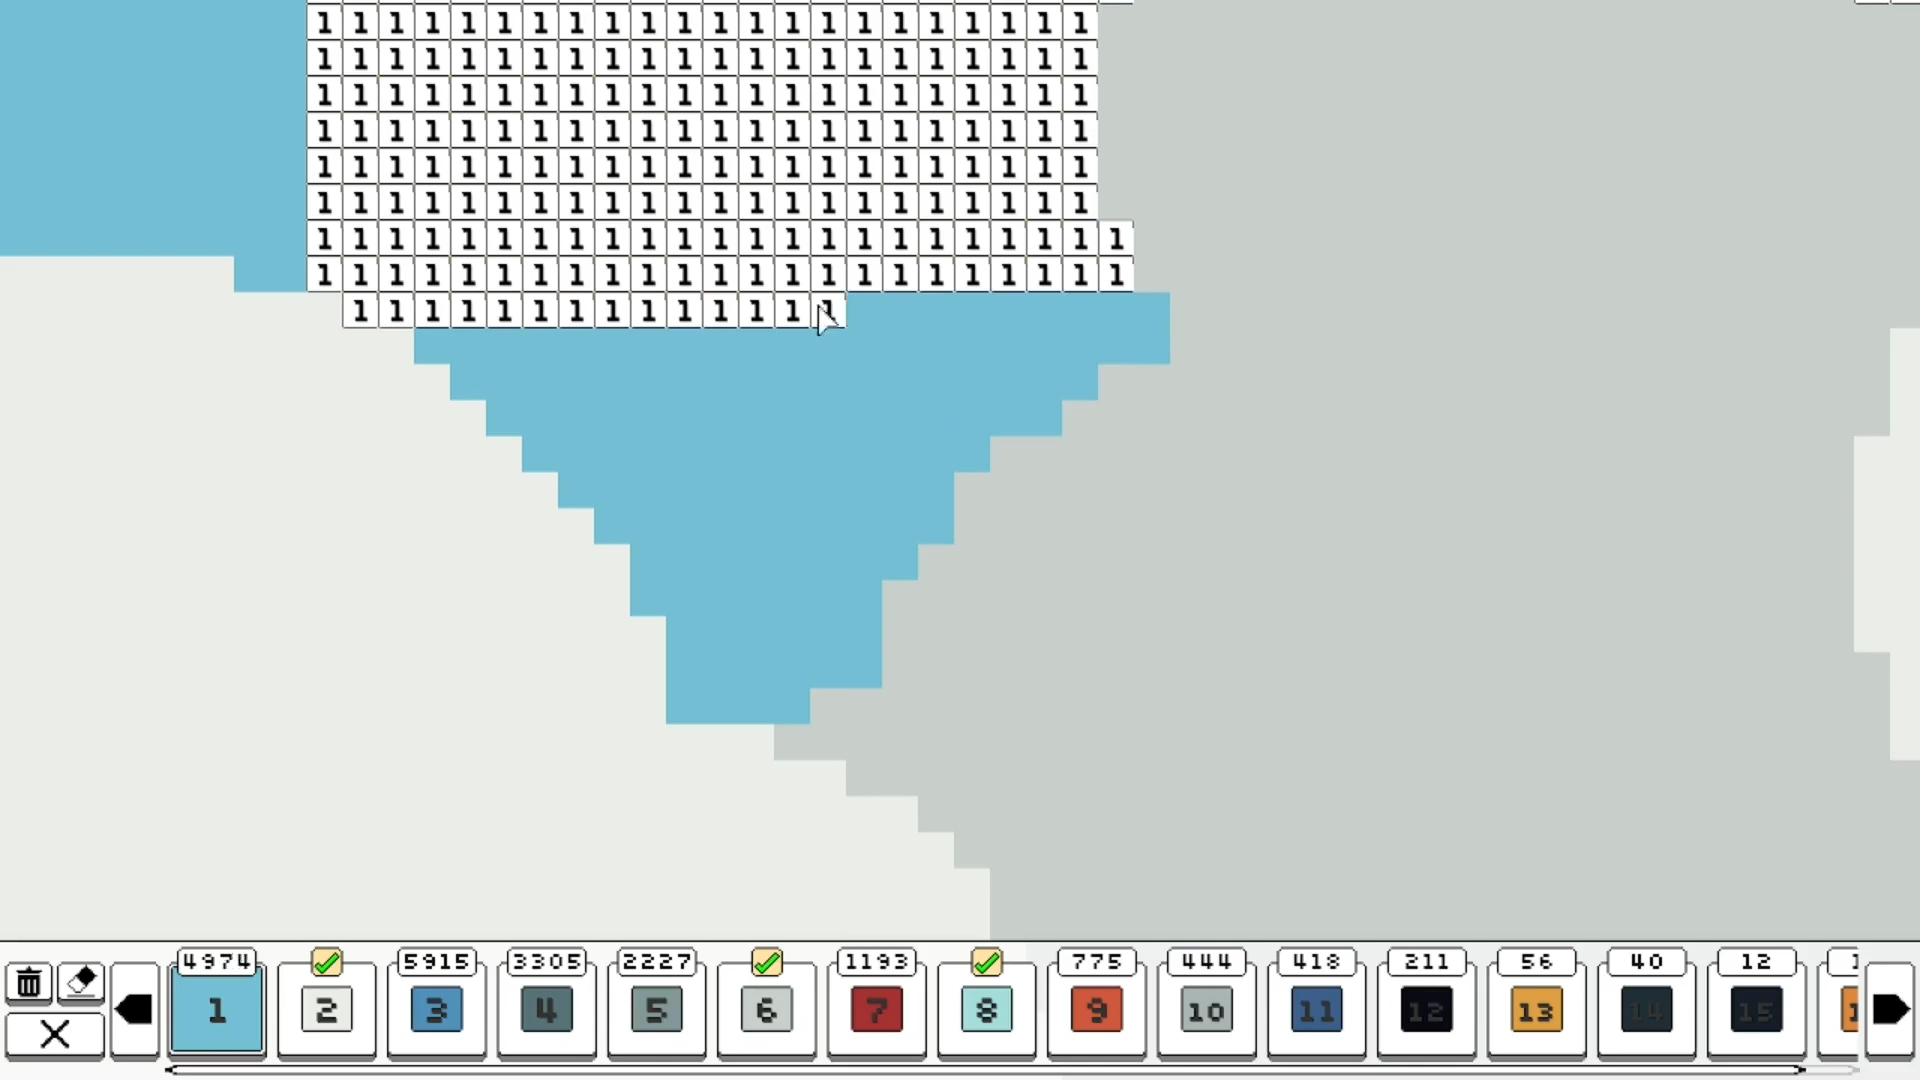 1 1 1 1 1 1 1 1 1 1 1 1 1 1 1 1 1 1 1 1 1 1
1 1 1 1 1 1 1 1 1 1 1 1 1 1 1 1 1 1 1 1 1 1
1 1 1 1 1 1 1 1 1 1 1 1 1 1 1 1 1 1 1 1 1 1
1 1 1 1 1 1 1 1 1 1 1 1 1 1 1 1 1 1 1 1 1 1
1 1 1 1 1 1 1 1 1 1 1 1 1 1 1 1 1 1 1 1 1 1
1 1 1 1 1 1 1 1 1 1 1 1 1 1 1 1 1 1 1 1 1 1
1 1 1 1 1 1 1 1 1 1 1 1 1 1 1 1 1 1 1 1 1 1 1
1 1 1 1 1 1 1 1 1 1 1 1 1 1 1 1 1 1 1 1 1 1 1
1 1 1 1 1 1 1 1 1 1 1 1 1 1
4974 5915 3305 2227 1193 775 444 418 211 56 40 12
1 2 3 4 5 6 7 8 9 10 11 12 13 14 15